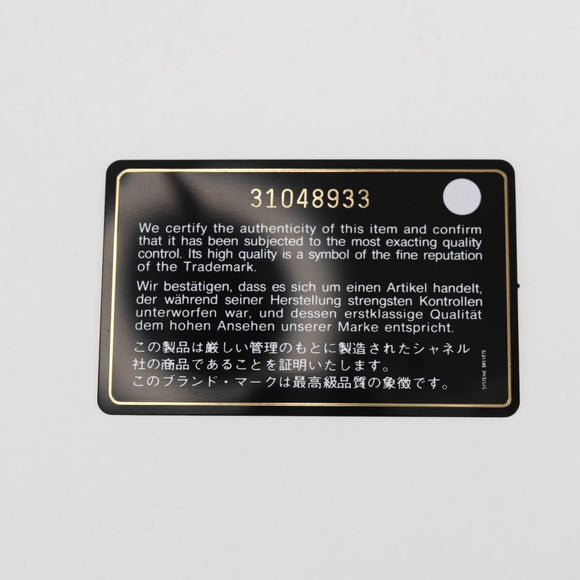 31048933
We certify the authenticity of this item and confirm
that it has been subjected to the most exacting quality
control. Its high quality is a symbol of the fine reputation
of the Trademark.
Wir bestätigen, dass es sich um einen Artikel handelt,
der während seiner Herstellung strengsten Kontrollen
unterworfen war, und dessen erstklassige Qualität
dem hohen Ansehen unserer Marke entspricht.
この製品は厳しい管理のもとに製造されたシャネル
社の商品であることを証明いたします。
このブランド・マークは最高級品質の象徴です。
SYSTEME BREVETE